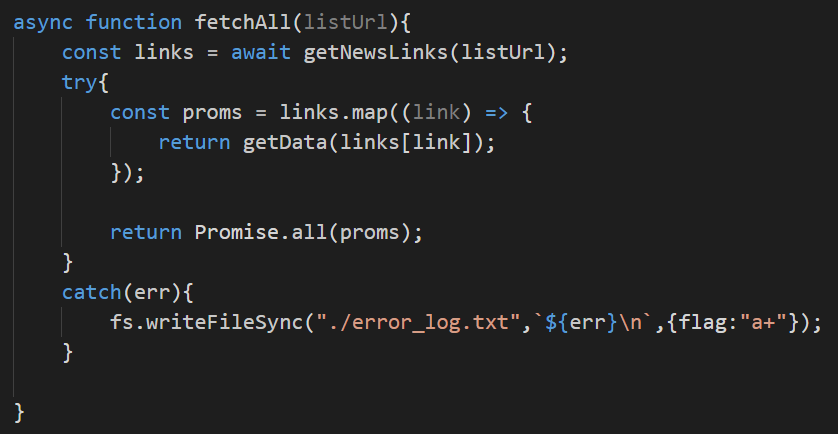 async function fetchAll(listUrl){
    const links = await getNewsLinks(listUrl);
    try{
        const proms = links.map((link) => {
            return getData(links[link]);
        });

        return Promise.all(proms);
    }
    catch(err){
        fs.writeFileSync("./error_log.txt",`${err}\n`,{flag:"a+"});
    }

}